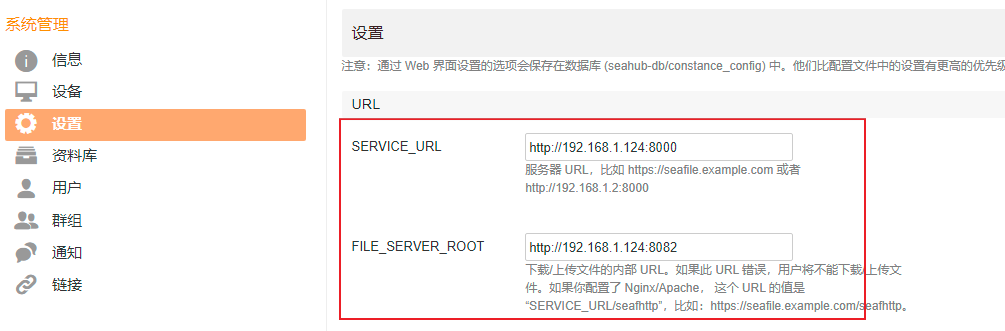 系统管理
信息
设备
设置
资料库
用户
群组
通知
链接
设置
注意：通过 Web 界面设置的选项会保存在数据库 (seahub-db/constance_config) 中。他们比配置文件中的设置有更高的优先级
URL
SERVICE_URL
http://192.168.1.124:8000
服务器 URL，比如 https://seafile.example.com 或者
http://192.168.1.2:8000
FILE_SERVER_ROOT
http://192.168.1.124:8082
下载/上传文件的内部 URL。如果此 URL 错误，用户将不能下载/上传文
件。如果你配置了 Nginx/Apache， 这个 URL 的值是
“SERVICE_URL/seafhttp”，比如：https://seafile.example.com/seafhttp。